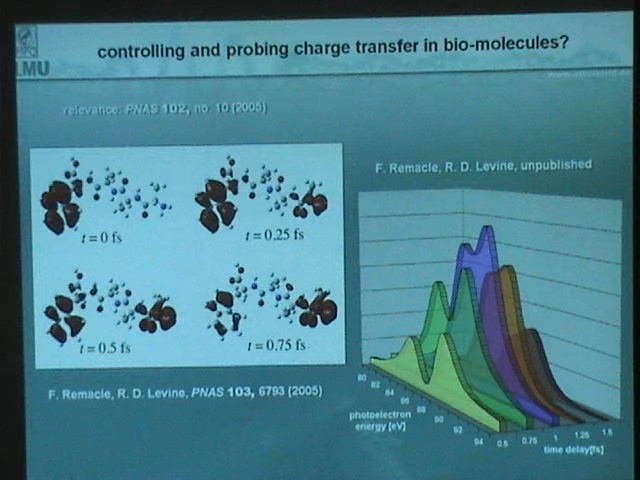 controlling and probing charge transfer in bio-molecules?
LMU
relevance: PNAS 102, no. 10 (2005)
F. Remacle, R. D. Levine, unpublished
t = 0 fs
t = 0.25 fs
t = 0.5 fs
t = 0.75 fs
F. Remacle, R. D. Levine, PNAS 103, 6793 (2005)
80
82
84
86
88
90
92
94
photoelectron
energy [eV]
0.5
0.75
1
1.25
1.5
time delay[fs]